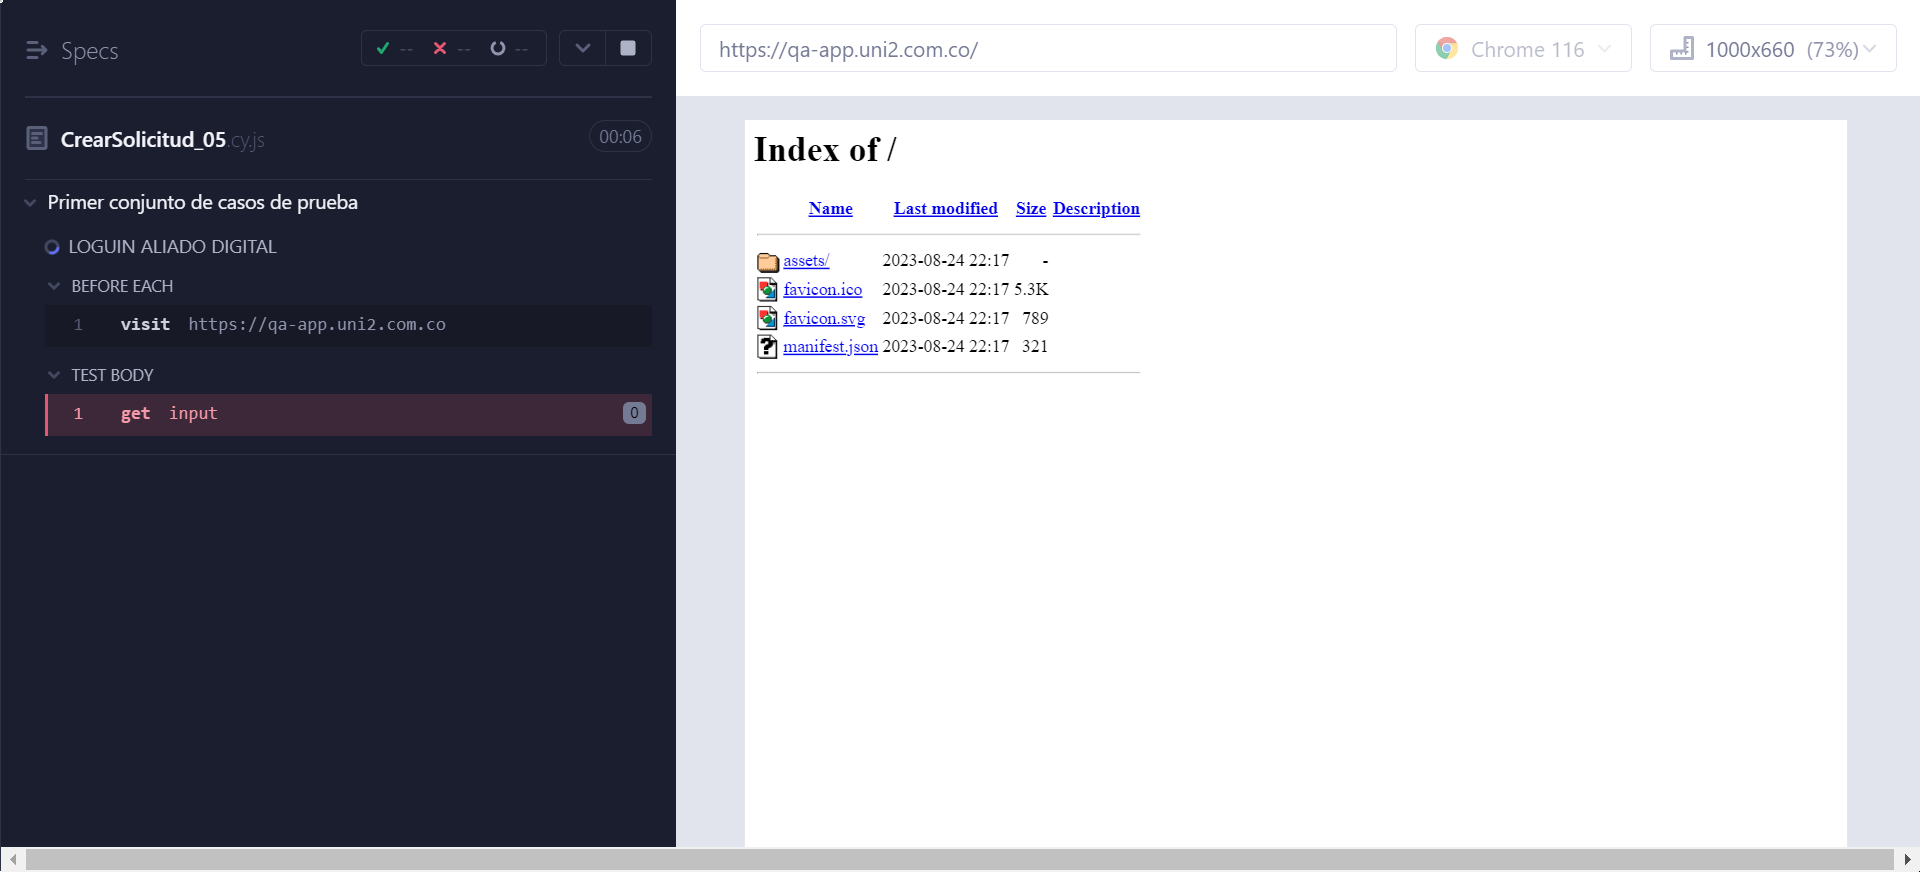 Specs
-- -- --
CrearSolicitud_05.cy.js
00:06
Primer conjunto de casos de prueba
LOGUIN ALIADO DIGITAL
BEFORE EACH
1 visit https://qa-app.uni2.com.co
TEST BODY
1 get input 0
https://qa-app.uni2.com.co/
Chrome 116
1000x660 (73%)
Index of /
Name Last modified Size Description
assets/ 2023-08-24 22:17 -
favicon.ico 2023-08-24 22:17 5.3K
favicon.svg 2023-08-24 22:17 789
manifest.json 2023-08-24 22:17 321